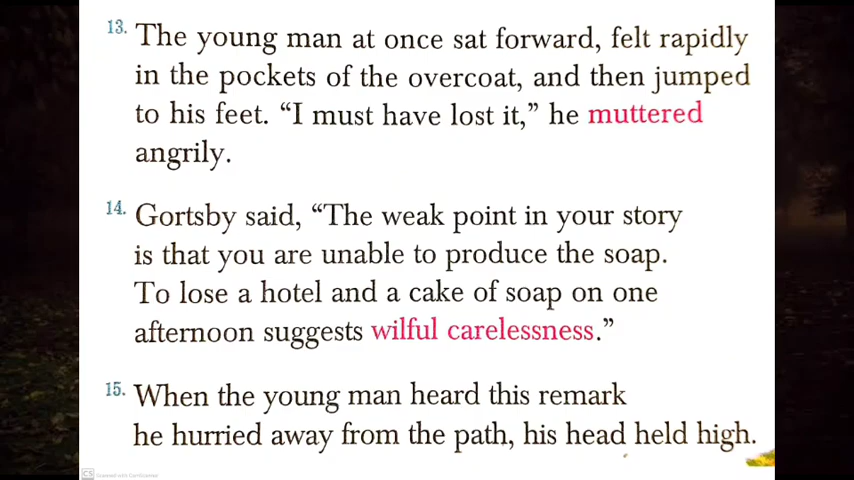 13. The young man at once sat forward, felt rapidly
in the pockets of the overcoat, and then jumped
to his feet. “I must have lost it,” he muttered
angrily.
14. Gortsby said, “The weak point in your story
is that you are unable to produce the soap.
To lose a hotel and a cake of soap on one
afternoon suggests wilful carelessness.”
15. When the young man heard this remark
he hurried away from the path, his head held high.
CS Scanned with CamScanner